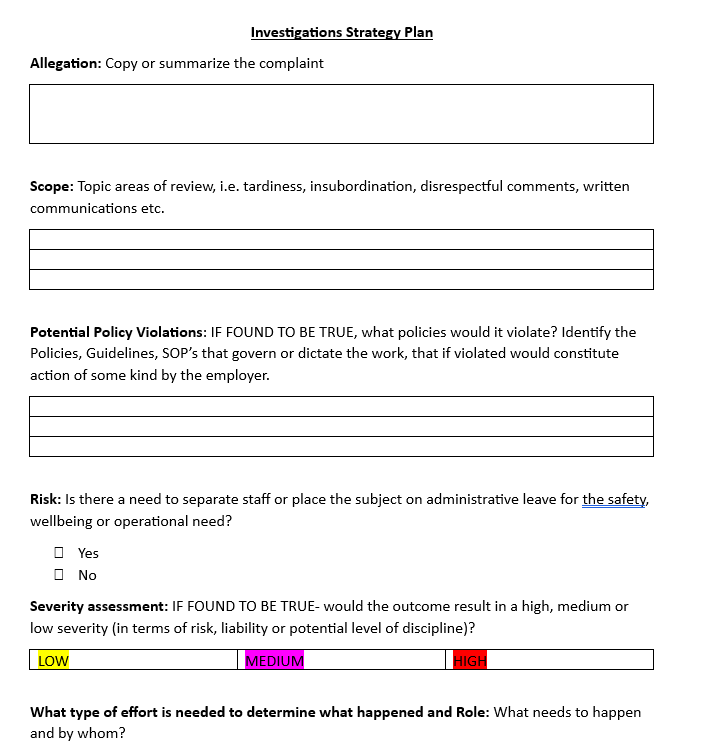 Investigations Strategy Plan
Allegation: Copy or summarize the complaint
Scope: Topic areas of review, i.e. tardiness, insubordination, disrespectful comments, written
communications etc.
Potential Policy Violations: IF FOUND TO BE TRUE, what policies would it violate? Identify the
Policies, Guidelines, SOP’s that govern or dictate the work, that if violated would constitute
action of some kind by the employer.
Risk: Is there a need to separate staff or place the subject on administrative leave for the safety,
wellbeing or operational need?
☐ Yes
☐ No
Severity assessment: IF FOUND TO BE TRUE- would the outcome result in a high, medium or
low severity (in terms of risk, liability or potential level of discipline)?
LOW MEDIUM HIGH
What type of effort is needed to determine what happened and Role: What needs to happen
and by whom?